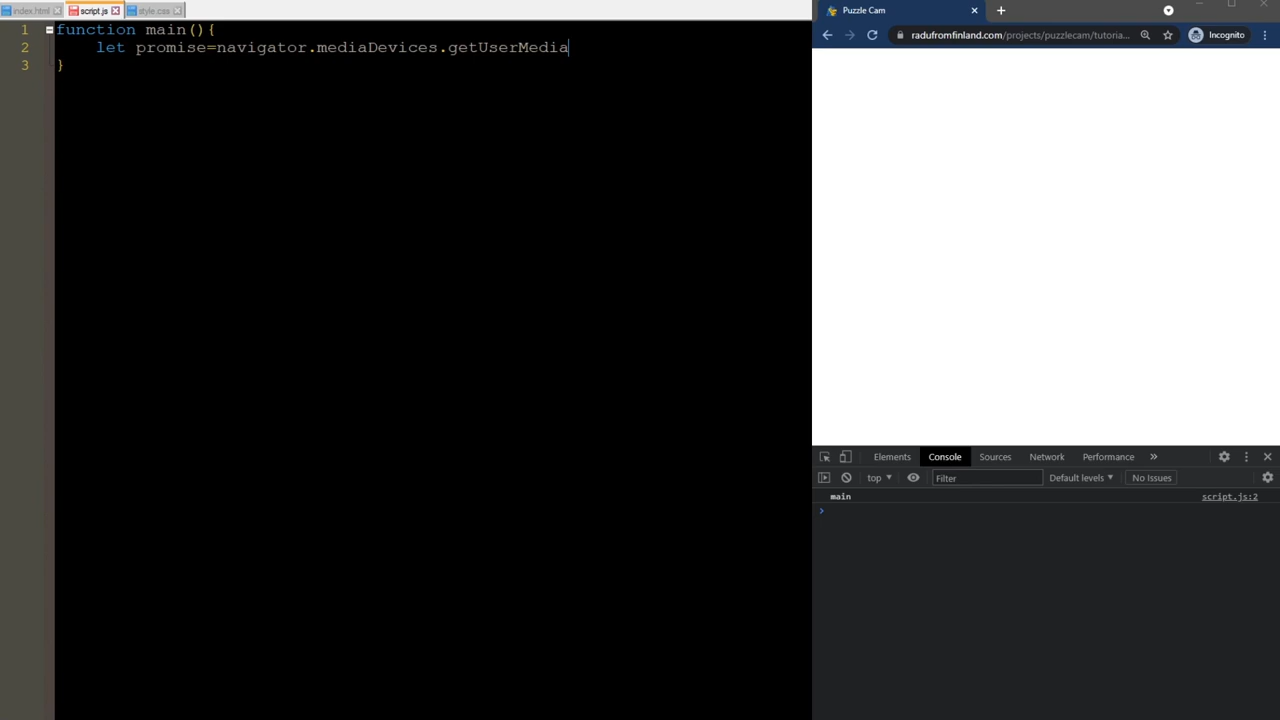 index.html
script.js
style.css
1 function main(){
2 let promise=navigator.mediaDevices.getUserMedia
3 }
Puzzle Cam
radufromfinland.com/projects/puzzlecam/tutoria...
Incognito
Elements Console Sources Network Performance »
top Filter Default levels No Issues
main script.js:2
>